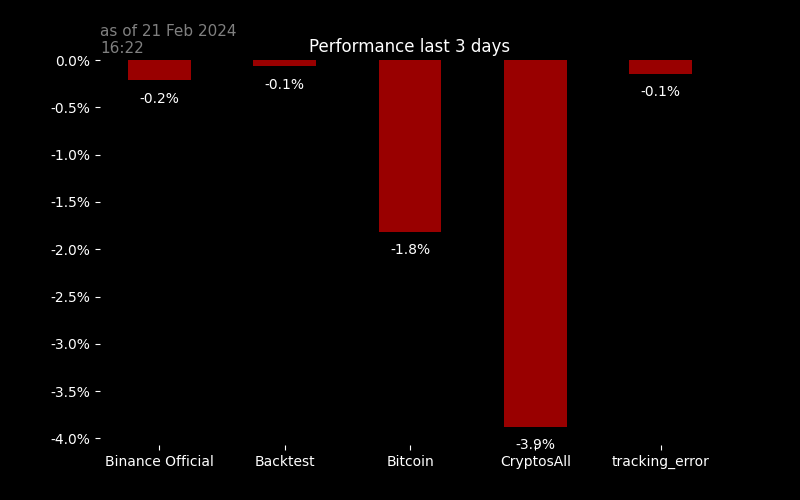 as of 21 Feb 2024
16:22
Performance last 3 days
0.0%
-0.5%
-1.0%
-1.5%
-2.0%
-2.5%
-3.0%
-3.5%
-4.0%
-0.2%
-0.1%
-1.8%
-3.9%
-0.1%
Binance Official
Backtest
Bitcoin
CryptosAll
tracking_error